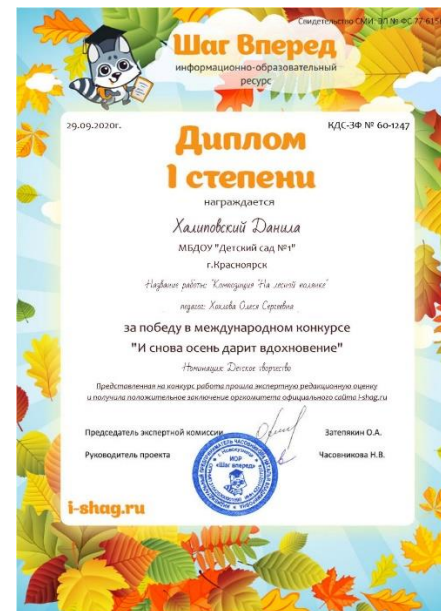 Свидетельство СМИ: ЭЛ № ФС 77-615
Шаг Вперед
информационно-образовательный
ресурс
29.09.2020г.
КДС-ЗФ № 60-1247
Диплом
I степени
награждается
Халиповский Данила
МБДОУ "Детский сад №1"
г.Красноярск
Название работы: "Композиция "На лесной полянке"
педагог: Хохлова Олеся Сергеевна
за победу в международном конкурсе
"И снова осень дарит вдохновение"
Номинация: Детское творчество
Представленная на конкурс работа прошла экспертную редакционную оценку
и получила положительное заключение оргкомитета официального сайта i-shag.ru
Председатель экспертной комиссии
Затепякин О.А.
Руководитель проекта
Часовникова Н.В.
ИОР
«Шаг вперед»
i-shag.ru